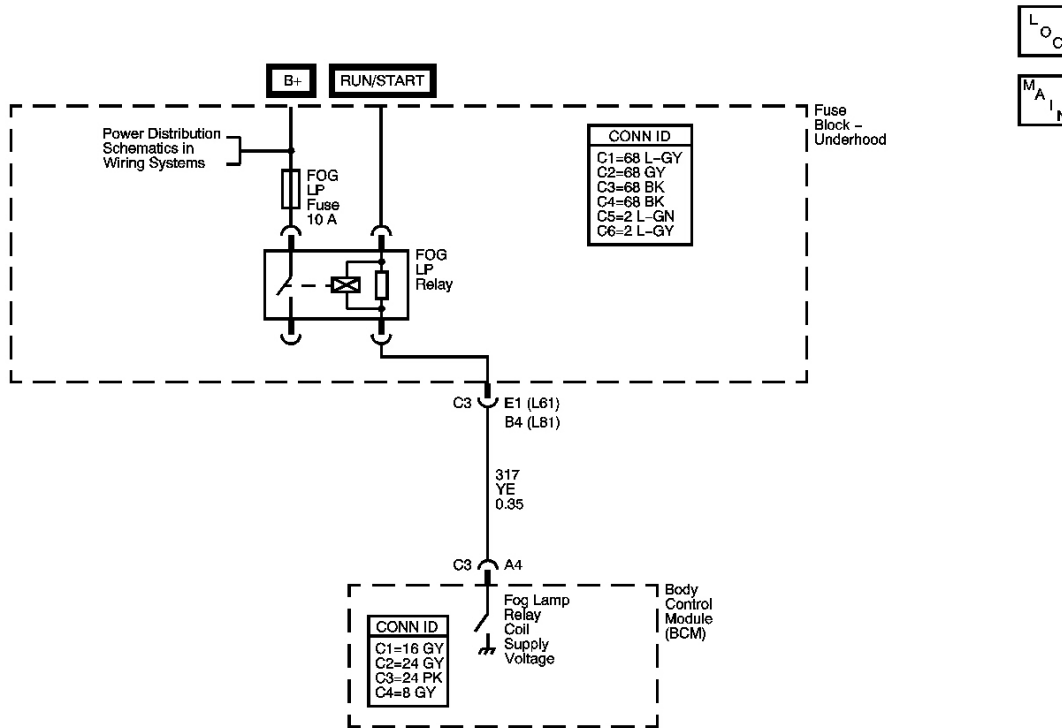 L
O
C
M
A
I
N
B+
RUN/START
Fuse
Block –
Underhood
Power Distribution
Schematics in
Wiring Systems
CONN ID
C1=68 L–GY
C2=68 GY
C3=68 BK
C4=68 BK
C5=2 L–GN
C6=2 L–GY
FOG
LP
Fuse
10 A
FOG
LP
Relay
C3
E1 (L61)
B4 (L81)
317
YE
0.35
C3
A4
Body
Control
Module
(BCM)
Fog Lamp
Relay
Coil
Supply
Voltage
CONN ID
C1=16 GY
C2=24 GY
C3=24 PK
C4=8 GY